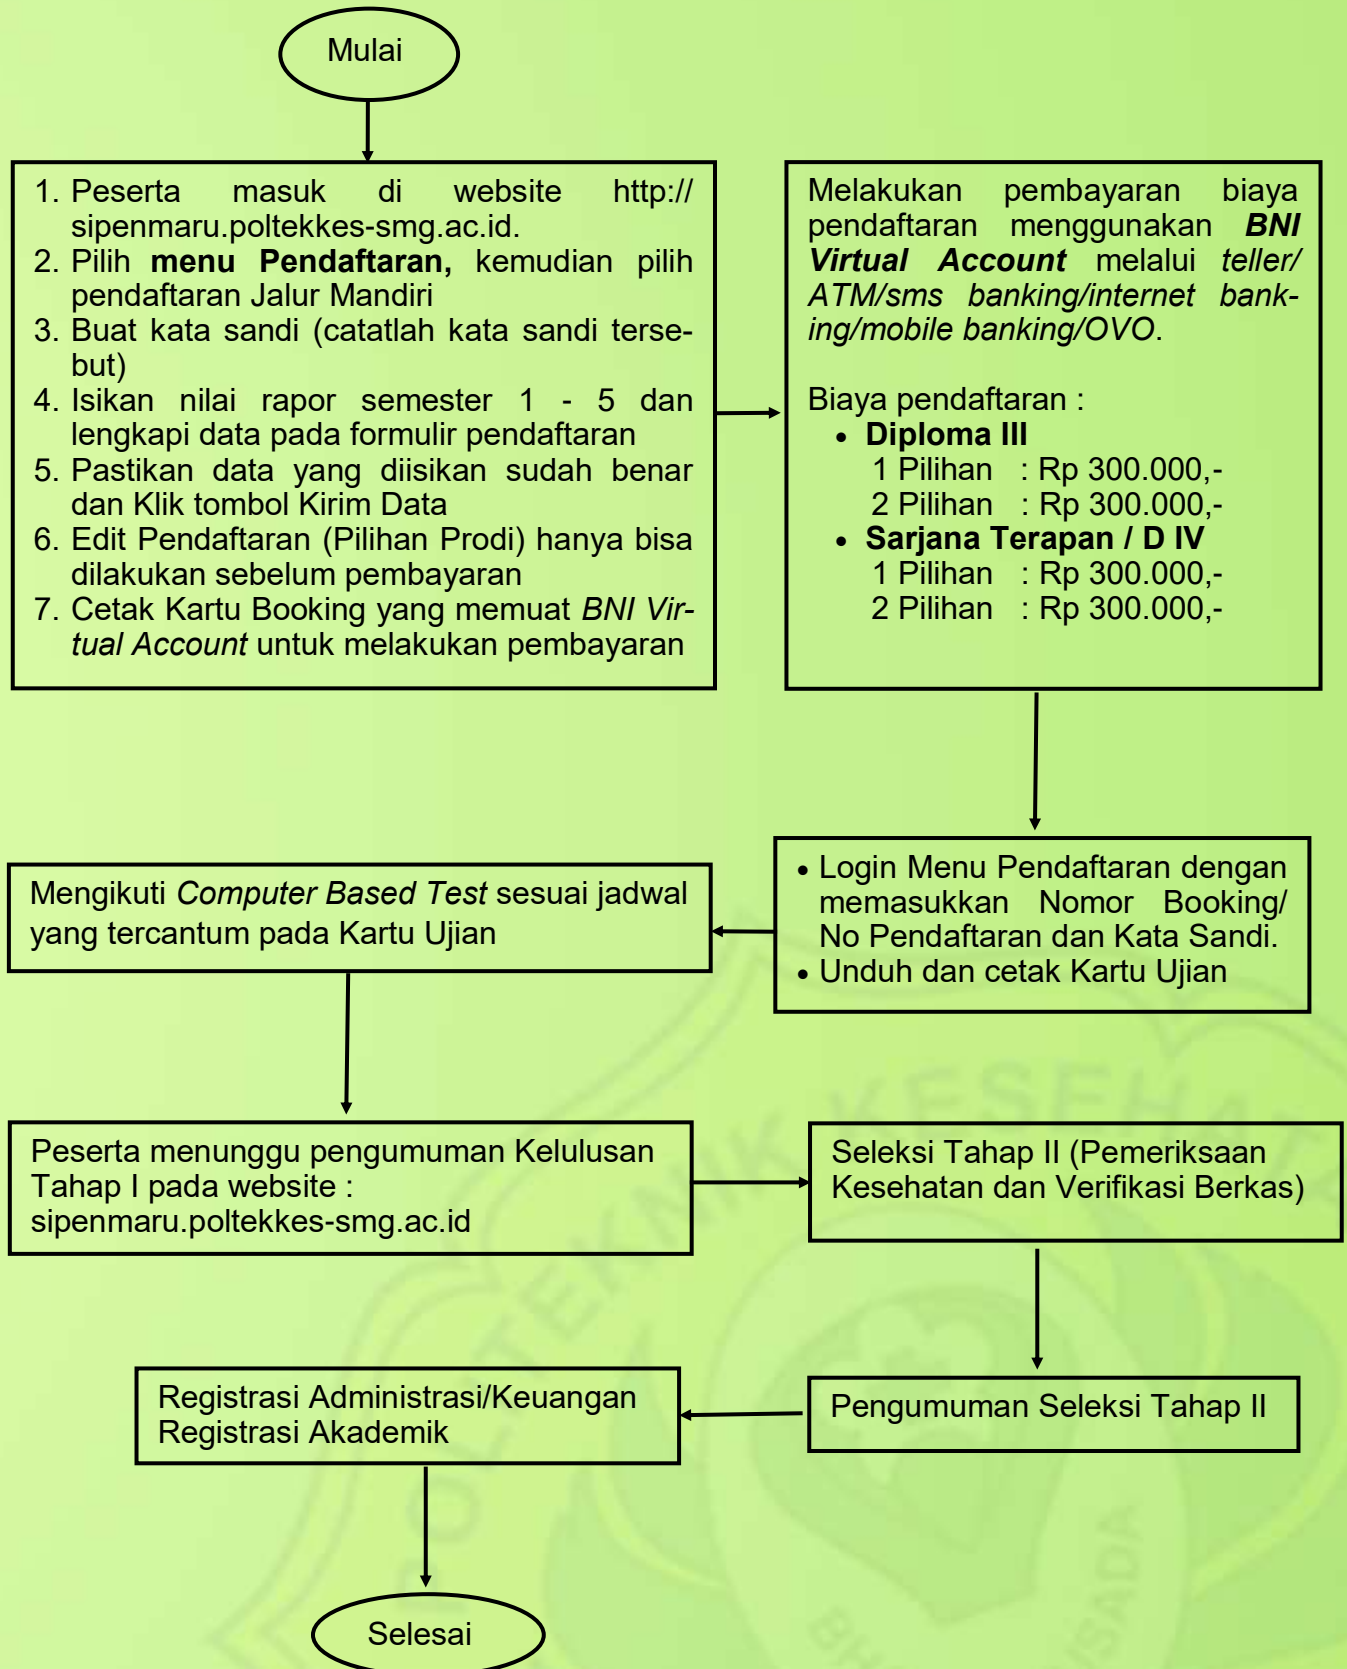 Mulai
1. Peserta masuk di website http://
sipenmaru.poltekkes-smg.ac.id.
2. Pilih menu Pendaftaran, kemudian pilih
pendaftaran Jalur Mandiri
3. Buat kata sandi (catatlah kata sandi terse-
but)
4. Isikan nilai rapor semester 1 - 5 dan
lengkapi data pada formulir pendaftaran
5. Pastikan data yang diisikan sudah benar
dan Klik tombol Kirim Data
6. Edit Pendaftaran (Pilihan Prodi) hanya bisa
dilakukan sebelum pembayaran
7. Cetak Kartu Booking yang memuat BNI Vir-
tual Account untuk melakukan pembayaran
Melakukan pembayaran biaya
pendaftaran menggunakan BNI
Virtual Account melalui teller/
ATM/sms banking/internet bank-
ing/mobile banking/OVO.
Biaya pendaftaran :
• Diploma III
1 Pilihan : Rp 300.000,-
2 Pilihan : Rp 300.000,-
• Sarjana Terapan / D IV
1 Pilihan : Rp 300.000,-
2 Pilihan : Rp 300.000,-
• Login Menu Pendaftaran dengan
memasukkan Nomor Booking/
No Pendaftaran dan Kata Sandi.
• Unduh dan cetak Kartu Ujian
Mengikuti Computer Based Test sesuai jadwal
yang tercantum pada Kartu Ujian
Peserta menunggu pengumuman Kelulusan
Tahap I pada website :
sipenmaru.poltekkes-smg.ac.id
Seleksi Tahap II (Pemeriksaan
Kesehatan dan Verifikasi Berkas)
Pengumuman Seleksi Tahap II
Registrasi Administrasi/Keuangan
Registrasi Akademik
Selesai
POLITEKNIK KESEHATA